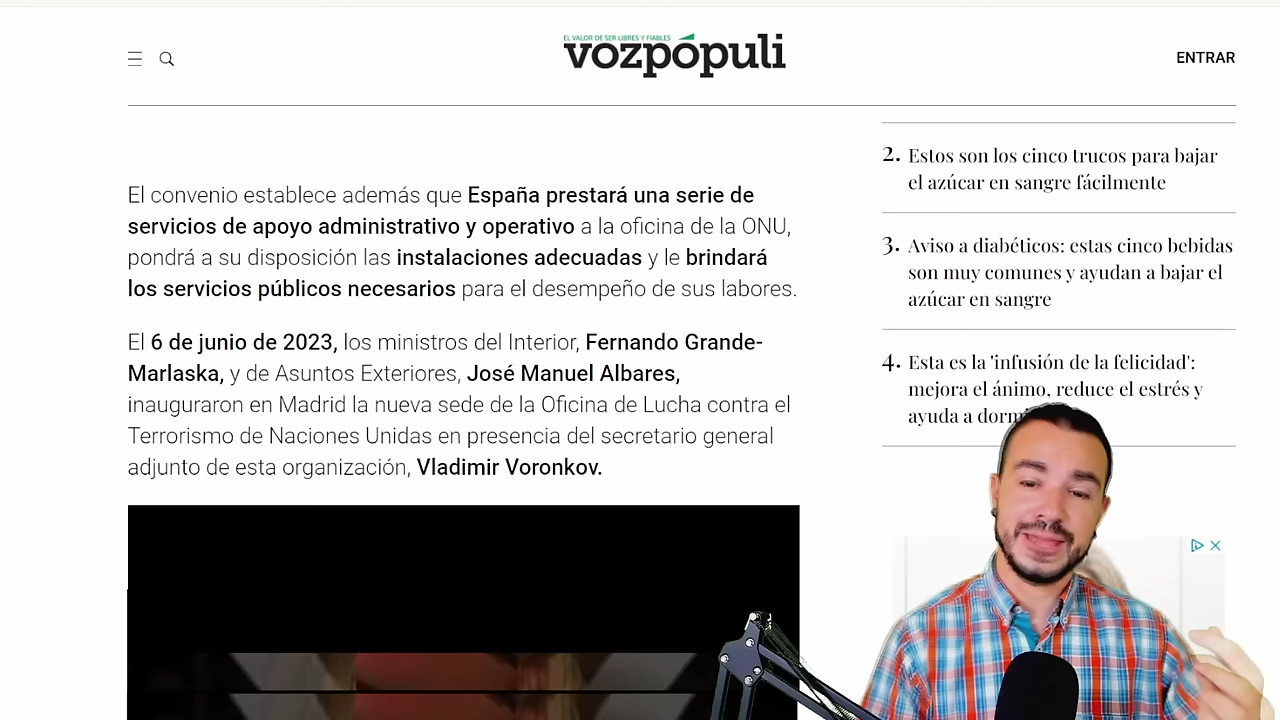 EL VALOR DE SER LIBRES Y FIABLES
vozpópuli
ENTRAR
El convenio establece además que España prestará una serie de
servicios de apoyo administrativo y operativo a la oficina de la ONU,
pondrá a su disposición las instalaciones adecuadas y le brindará
los servicios públicos necesarios para el desempeño de sus labores.
El 6 de junio de 2023, los ministros del Interior, Fernando Grande-
Marlaska, y de Asuntos Exteriores, José Manuel Albares,
inauguraron en Madrid la nueva sede de la Oficina de Lucha contra el
Terrorismo de Naciones Unidas en presencia del secretario general
adjunto de esta organización, Vladimir Voronkov.
2. Estos son los cinco trucos para bajar
el azúcar en sangre fácilmente
3. Aviso a diabéticos: estas cinco bebidas
son muy comunes y ayudan a bajar el
azúcar en sangre
4. Esta es la 'infusión de la felicidad':
mejora el ánimo, reduce el estrés y
ayuda a